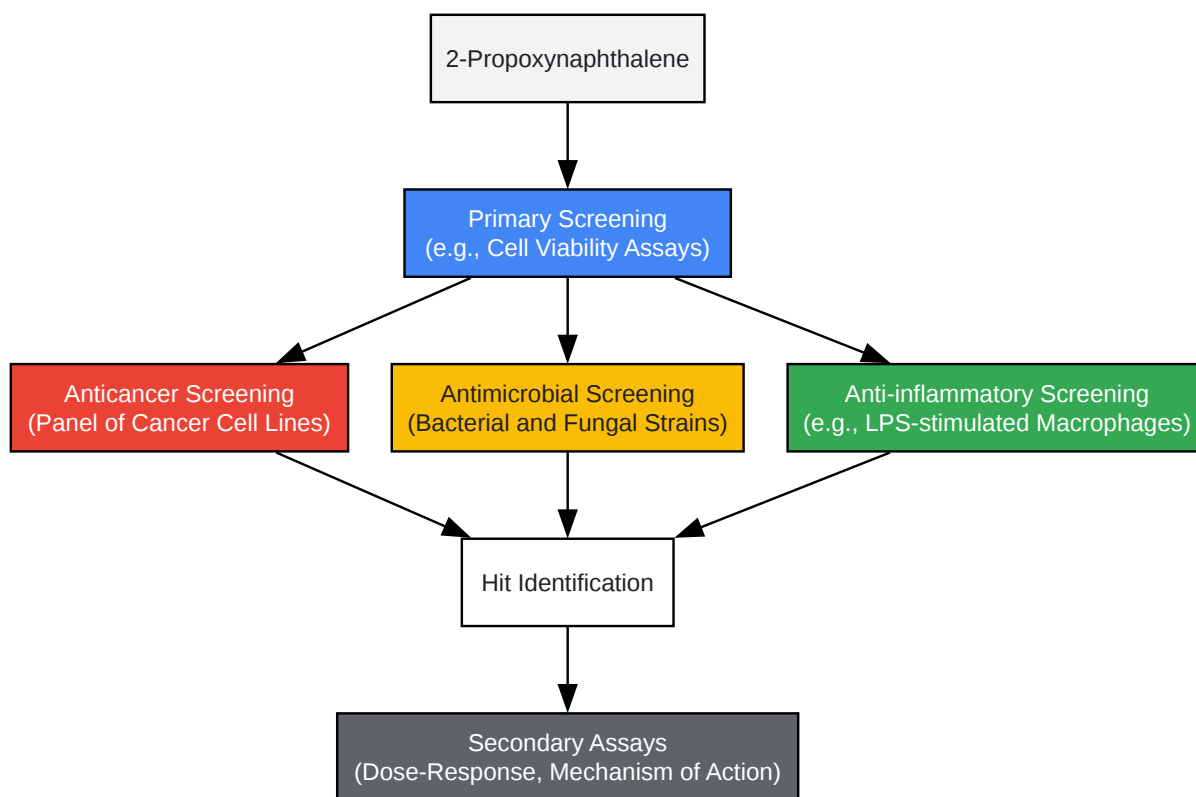 2-Propoxynaphthalene
Primary Screening
(e.g., Cell Viability Assays)
Anticancer Screening
(Panel of Cancer Cell Lines)
Antimicrobial Screening
(Bacterial and Fungal Strains)
Anti-inflammatory Screening
(e.g., LPS-stimulated Macrophages)
Hit Identification
Secondary Assays
(Dose-Response, Mechanism of Action)